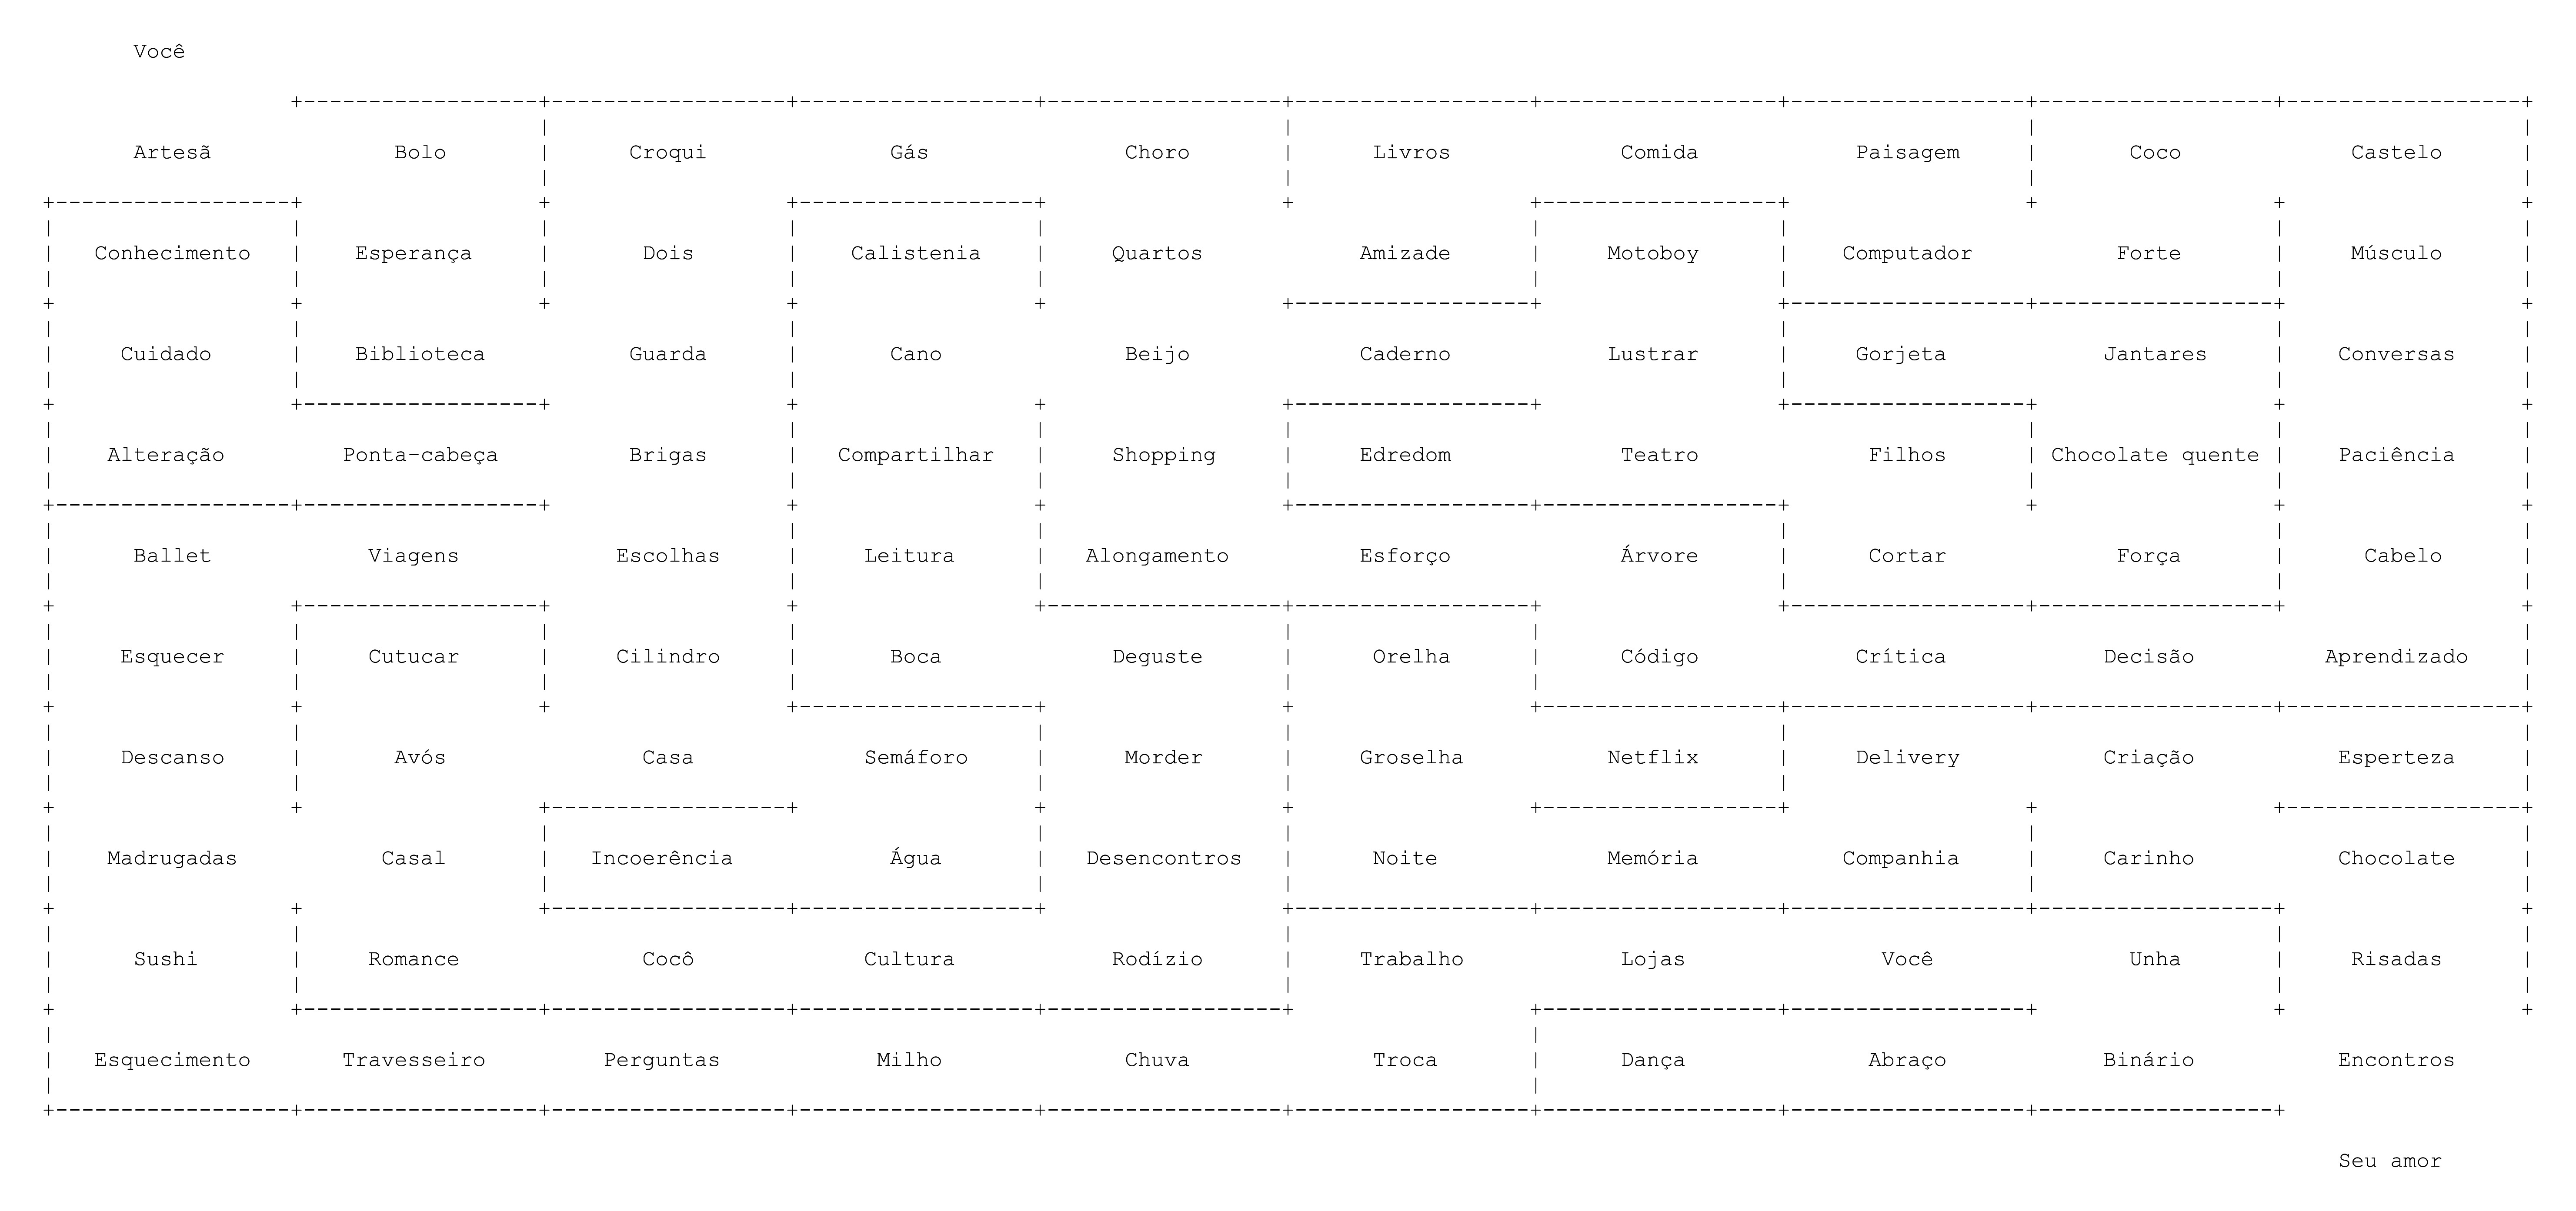 Você
Artesã Bolo Croqui Gás Choro Livros Comida Paisagem Coco Castelo
Conhecimento Esperança Dois Calistenia Quartos Amizade Motoboy Computador Forte Músculo
Cuidado Biblioteca Guarda Cano Beijo Caderno Lustrar Gorjeta Jantares Conversas
Alteração Ponta-cabeça Brigas Compartilhar Shopping Edredom Teatro Filhos Chocolate quente Paciência
Ballet Viagens Escolhas Leitura Alongamento Esforço Árvore Cortar Força Cabelo
Esquecer Cutucar Cilindro Boca Deguste Orelha Código Crítica Decisão Aprendizado
Descanso Avós Casa Semáforo Morder Groselha Netflix Delivery Criação Esperteza
Madrugadas Casal Incoerência Água Desencontros Noite Memória Companhia Carinho Chocolate
Sushi Romance Cocô Cultura Rodízio Trabalho Lojas Você Unha Risadas
Esquecimento Travesseiro Perguntas Milho Chuva Troca Dança Abraço Binário Encontros
Seu amor